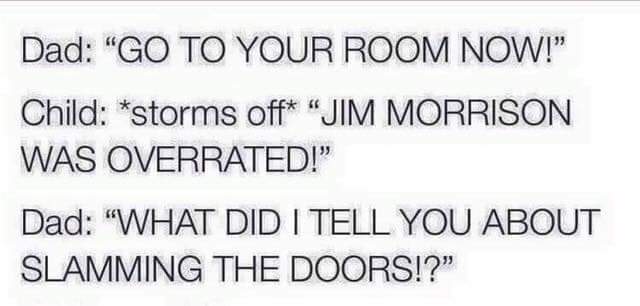 Dad: “GO TO YOUR ROOM NOW!”
Child: *storms off* “JIM MORRISON
WAS OVERRATED!”
Dad: “WHAT DID I TELL YOU ABOUT
SLAMMING THE DOORS!?”